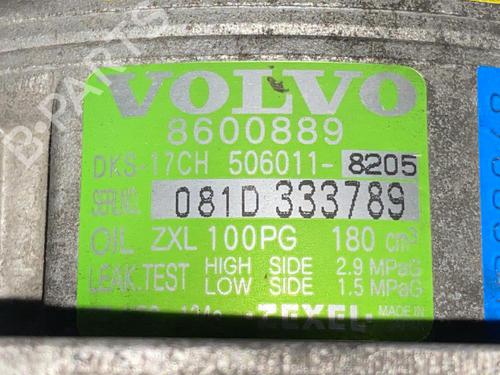 VOLVO
8600889
DKS-17CH 506011-8205
SERI.NO. 081D 333789
OIL ZXL 100PG 180 cm³
LEAK.TEST HIGH SIDE 2.9 MPaG
LOW SIDE 1.5 MPaG
ZEXEL MADE IN
B-PARTS